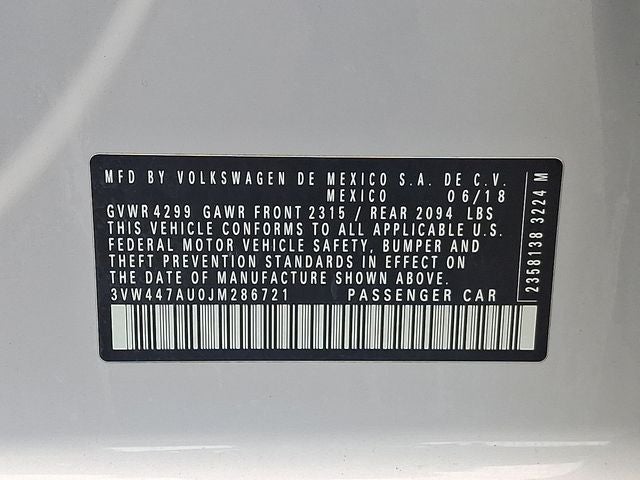 MFD BY VOLKSWAGEN DE MEXICO S.A. DE C.V.
MEXICO 06/18
GVWR 4299 GAWR FRONT 2315 / REAR 2094 LBS
THIS VEHICLE CONFORMS TO ALL APPLICABLE U.S.
FEDERAL MOTOR VEHICLE SAFETY, BUMPER AND
THEFT PREVENTION STANDARDS IN EFFECT ON
THE DATE OF MANUFACTURE SHOWN ABOVE.
3VW447AU0JM286721 PASSENGER CAR
2358138 3224 M